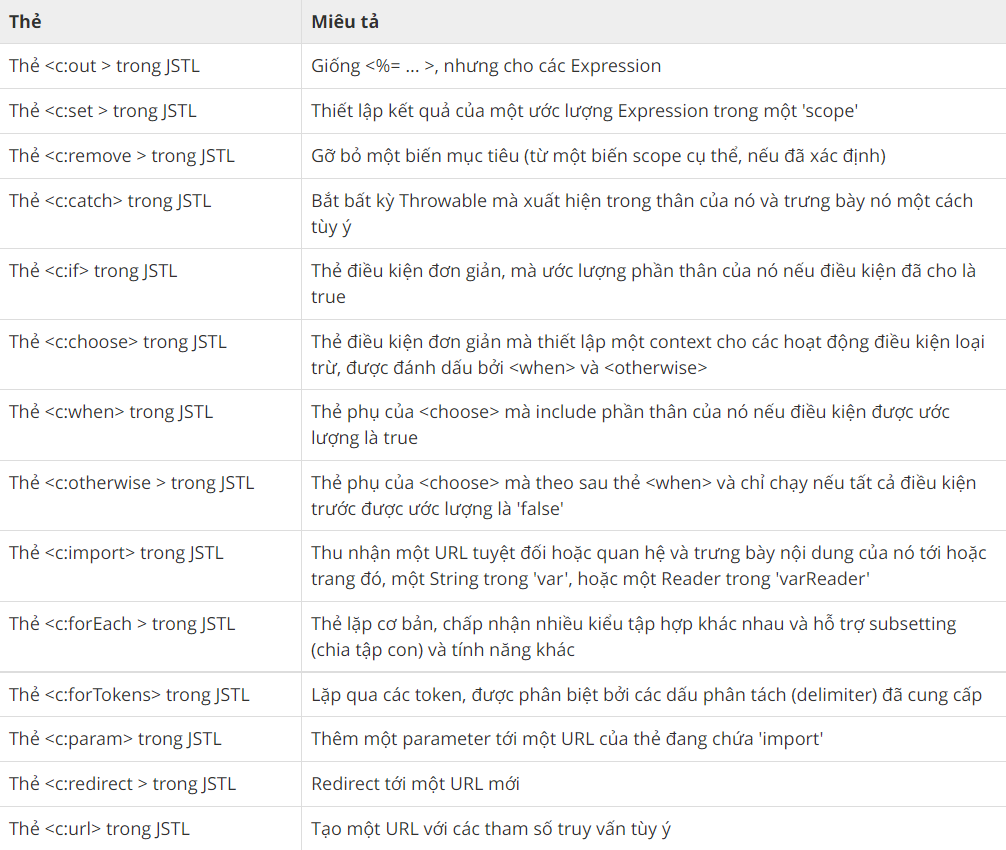 Thẻ Miêu tả
Thẻ <c:out > trong JSTL Giống <%= ... >, nhưng cho các Expression
Thẻ <c:set > trong JSTL Thiết lập kết quả của một ước lượng Expression trong một 'scope'
Thẻ <c:remove > trong JSTL Gỡ bỏ một biến mục tiêu (từ một biến scope cụ thể, nếu đã xác định)
Thẻ <c:catch> trong JSTL Bắt bất kỳ Throwable mà xuất hiện trong thân của nó và trưng bày nó một cách
tùy ý
Thẻ <c:if> trong JSTL Thẻ điều kiện đơn giản, mà ước lượng phần thân của nó nếu điều kiện đã cho là
true
Thẻ <c:choose> trong JSTL Thẻ điều kiện đơn giản mà thiết lập một context cho các hoạt động điều kiện loại
trừ, được đánh dấu bởi <when> và <otherwise>
Thẻ <c:when> trong JSTL Thẻ phụ của <choose> mà include phần thân của nó nếu điều kiện được ước
lượng là true
Thẻ <c:otherwise > trong JSTL Thẻ phụ của <choose> mà theo sau thẻ <when> và chỉ chạy nếu tất cả điều kiện
trước được ước lượng là 'false'
Thẻ <c:import> trong JSTL Thu nhận một URL tuyệt đối hoặc quan hệ và trưng bày nội dung của nó tới hoặc
trang đó, một String trong 'var', hoặc một Reader trong 'varReader'
Thẻ <c:forEach > trong JSTL Thẻ lặp cơ bản, chấp nhận nhiều kiểu tập hợp khác nhau và hỗ trợ subsetting
(chia tập con) và tính năng khác
Thẻ <c:forTokens> trong JSTL Lặp qua các token, được phân biệt bởi các dấu phân tách (delimiter) đã cung cấp
Thẻ <c:param> trong JSTL Thêm một parameter tới một URL của thẻ đang chứa 'import'
Thẻ <c:redirect > trong JSTL Redirect tới một URL mới
Thẻ <c:url> trong JSTL Tạo một URL với các tham số truy vấn tùy ý